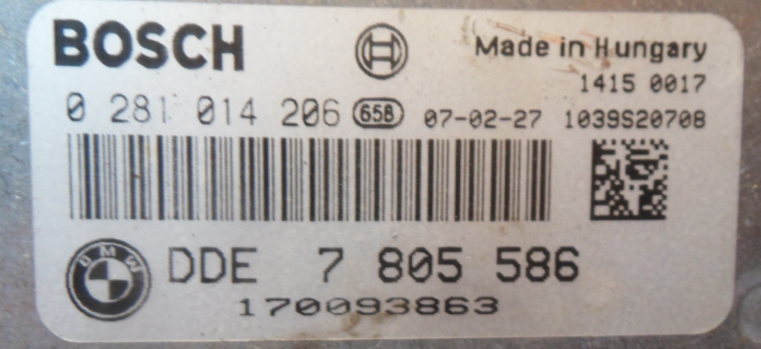 BOSCH
Made in Hungary
1415 0017
0 281 014 206 658 07-02-27 1039S20708
BMW DDE 7 805 586
170093863